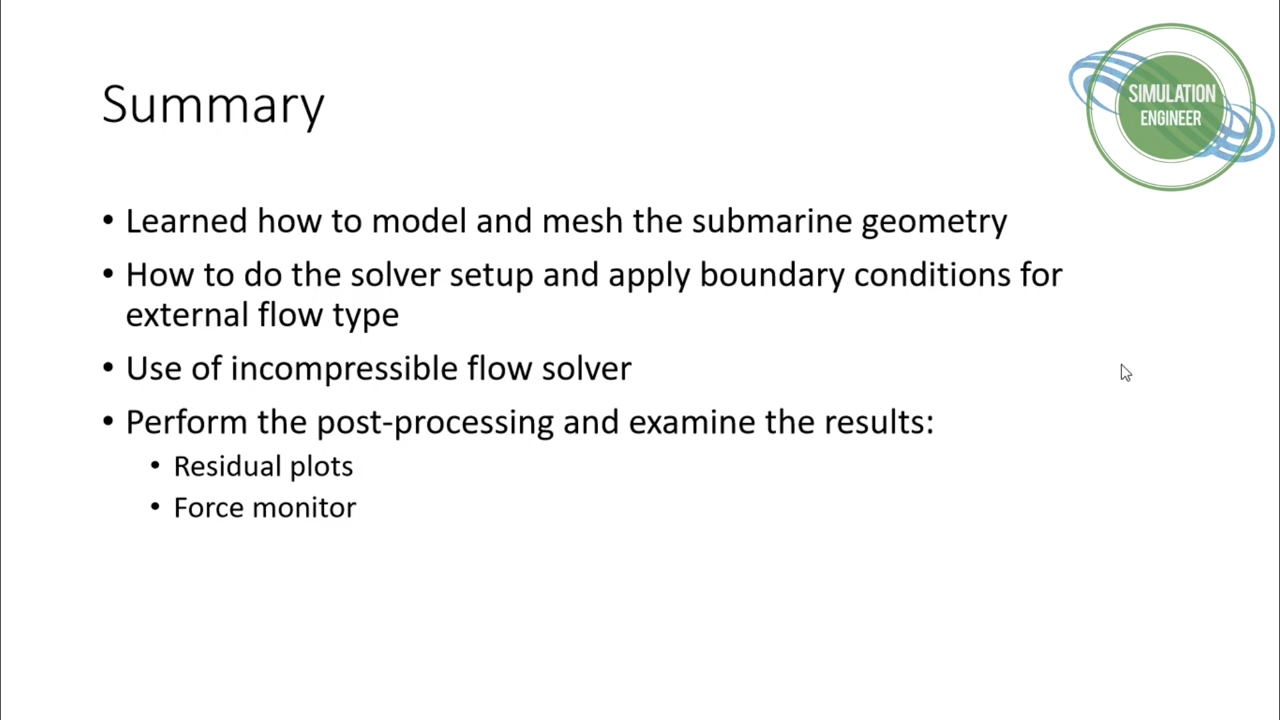 Summary
SIMULATION
ENGINEER
• Learned how to model and mesh the submarine geometry
• How to do the solver setup and apply boundary conditions for
external flow type
• Use of incompressible flow solver
• Perform the post-processing and examine the results:
• Residual plots
• Force monitor